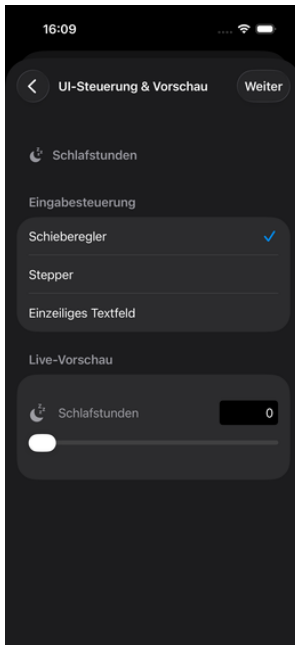 16:09
UI-Steuerung & Vorschau
Weiter
Schlafstunden
Eingabesteuerung
Schieberegler
Stepper
Einzeiliges Textfeld
Live-Vorschau
Schlafstunden
0